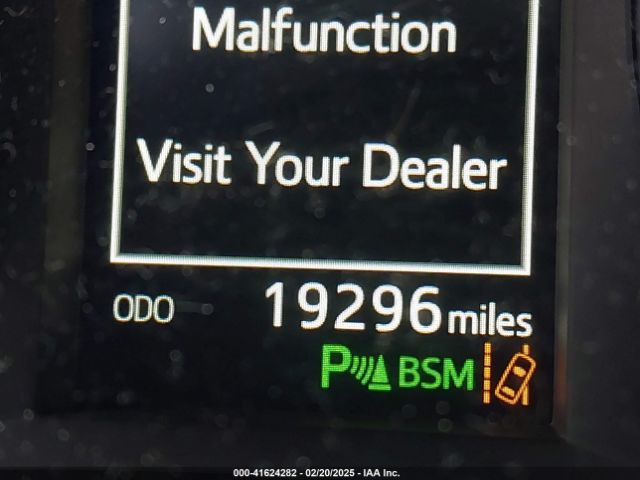 Malfunction
Visit Your Dealer
ODO 19296 miles
P BSM
000-41624282 - 02/20/2025 - IAA Inc.